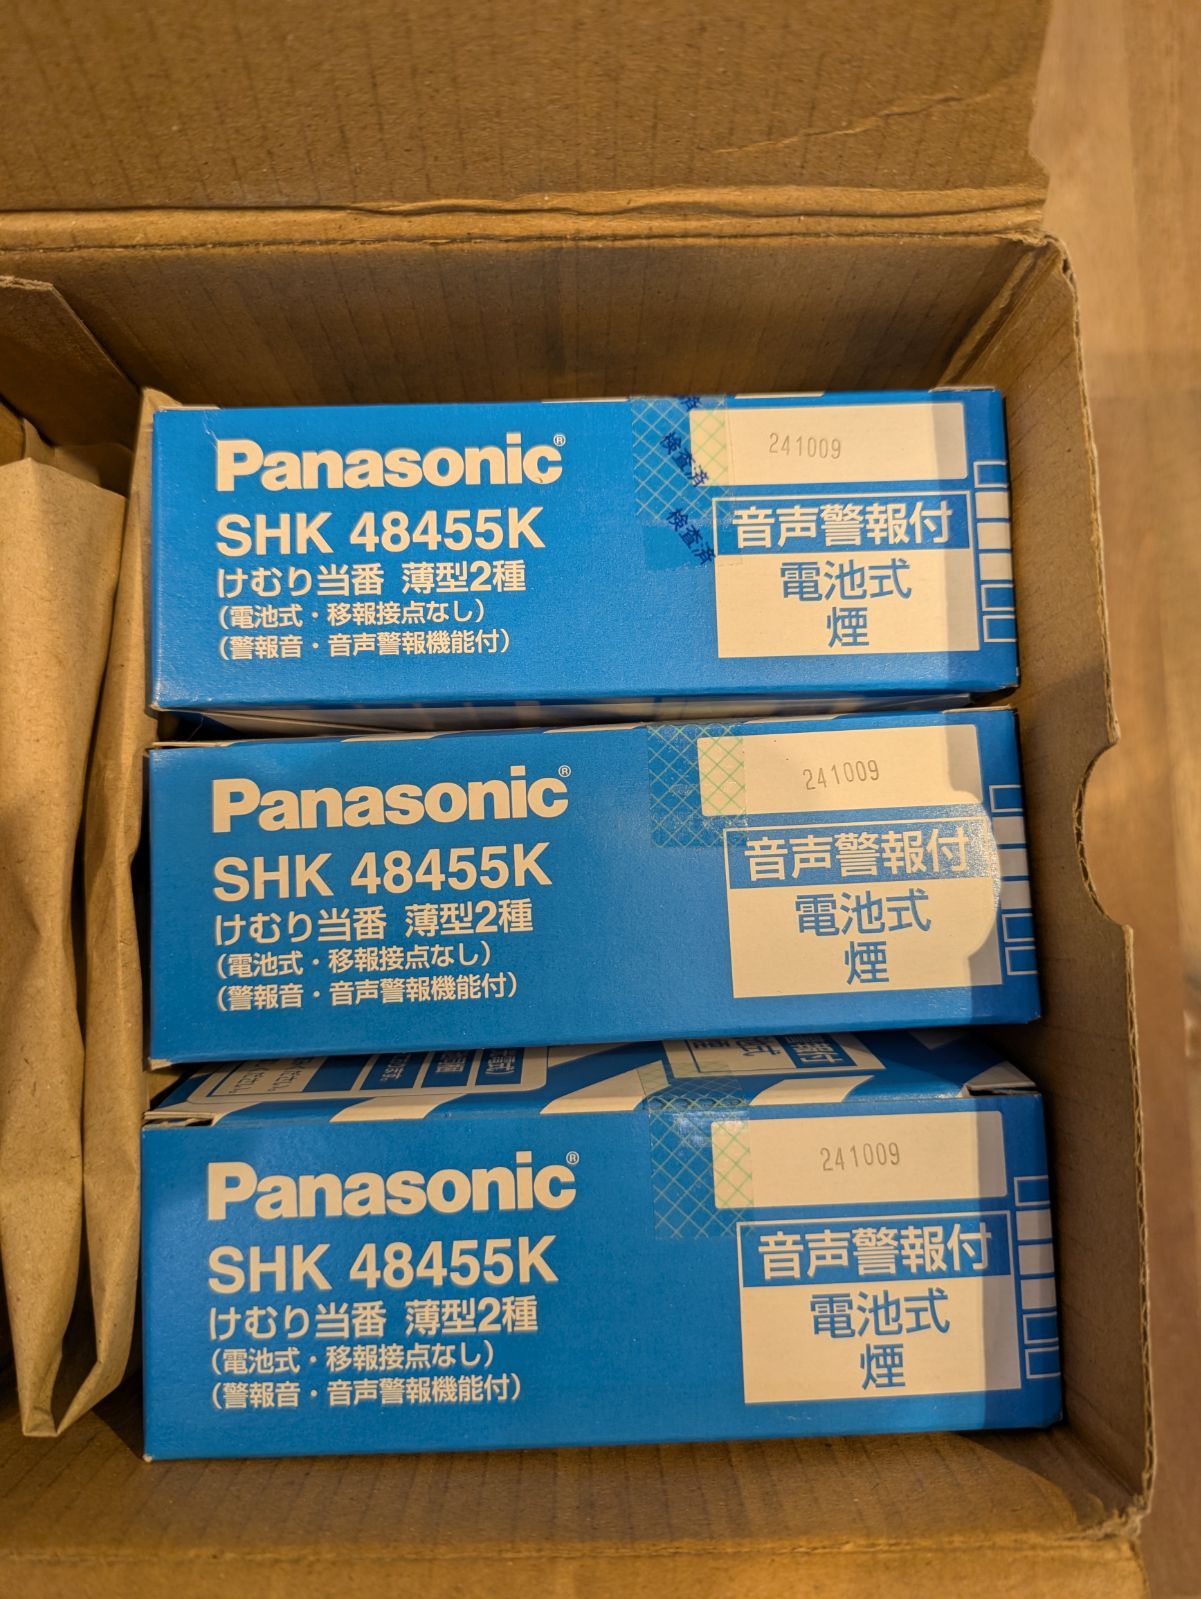 Panasonic®
SHK 48455K
けむり当番 薄型2種
（電池式・移報接点なし）
（警報音・音声警報機能付）
検査済
検査済
241009
音声警報付
電池式
煙
Panasonic®
SHK 48455K
けむり当番 薄型2種
（電池式・移報接点なし）
（警報音・音声警報機能付）
241009
音声警報付
電池式
煙
Panasonic®
SHK 48455K
けむり当番 薄型2種
（電池式・移報接点なし）
（警報音・音声警報機能付）
241009
音声警報付
電池式
煙